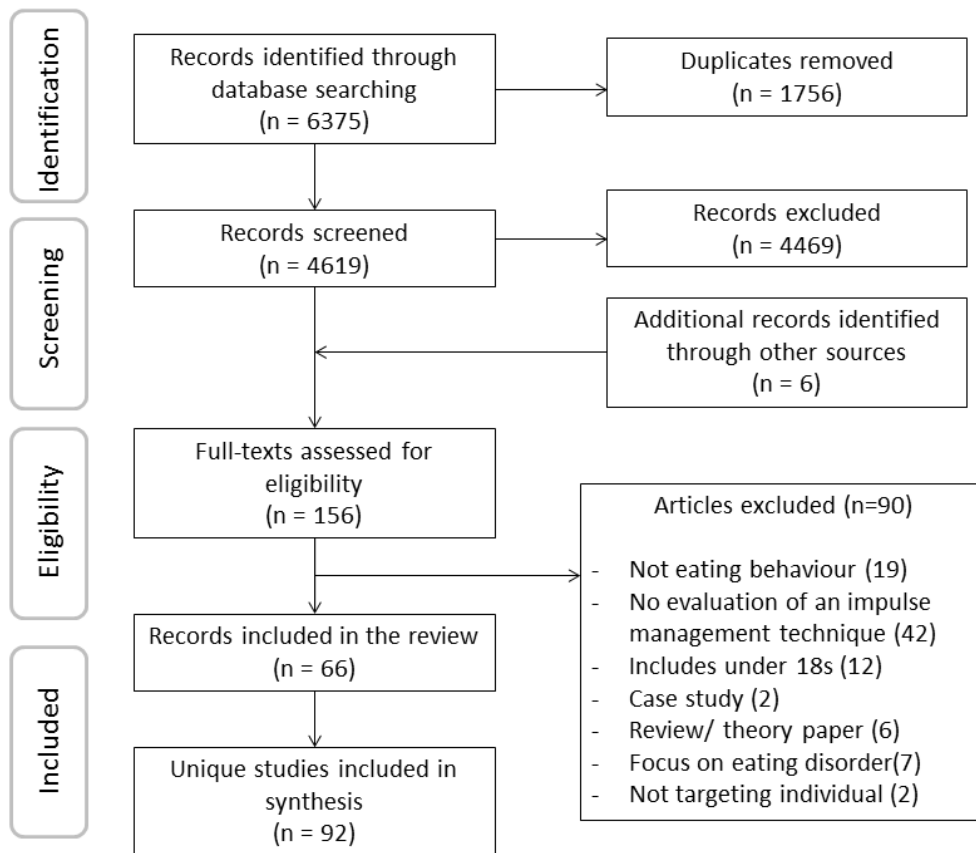 Identification
Records identified through
database searching
(n = 6375)
Duplicates removed
(n = 1756)
Screening
Records screened
(n = 4619)
Records excluded
(n = 4469)
Additional records identified
through other sources
(n = 6)
Eligibility
Full-texts assessed for
eligibility
(n = 156)
Articles excluded (n=90)
- Not eating behaviour (19)
- No evaluation of an impulse
management technique (42)
- Includes under 18s (12)
- Case study (2)
- Review/ theory paper (6)
- Focus on eating disorder(7)
- Not targeting individual (2)
Included
Records included in the review
(n = 66)
Unique studies included in
synthesis
(n = 92)